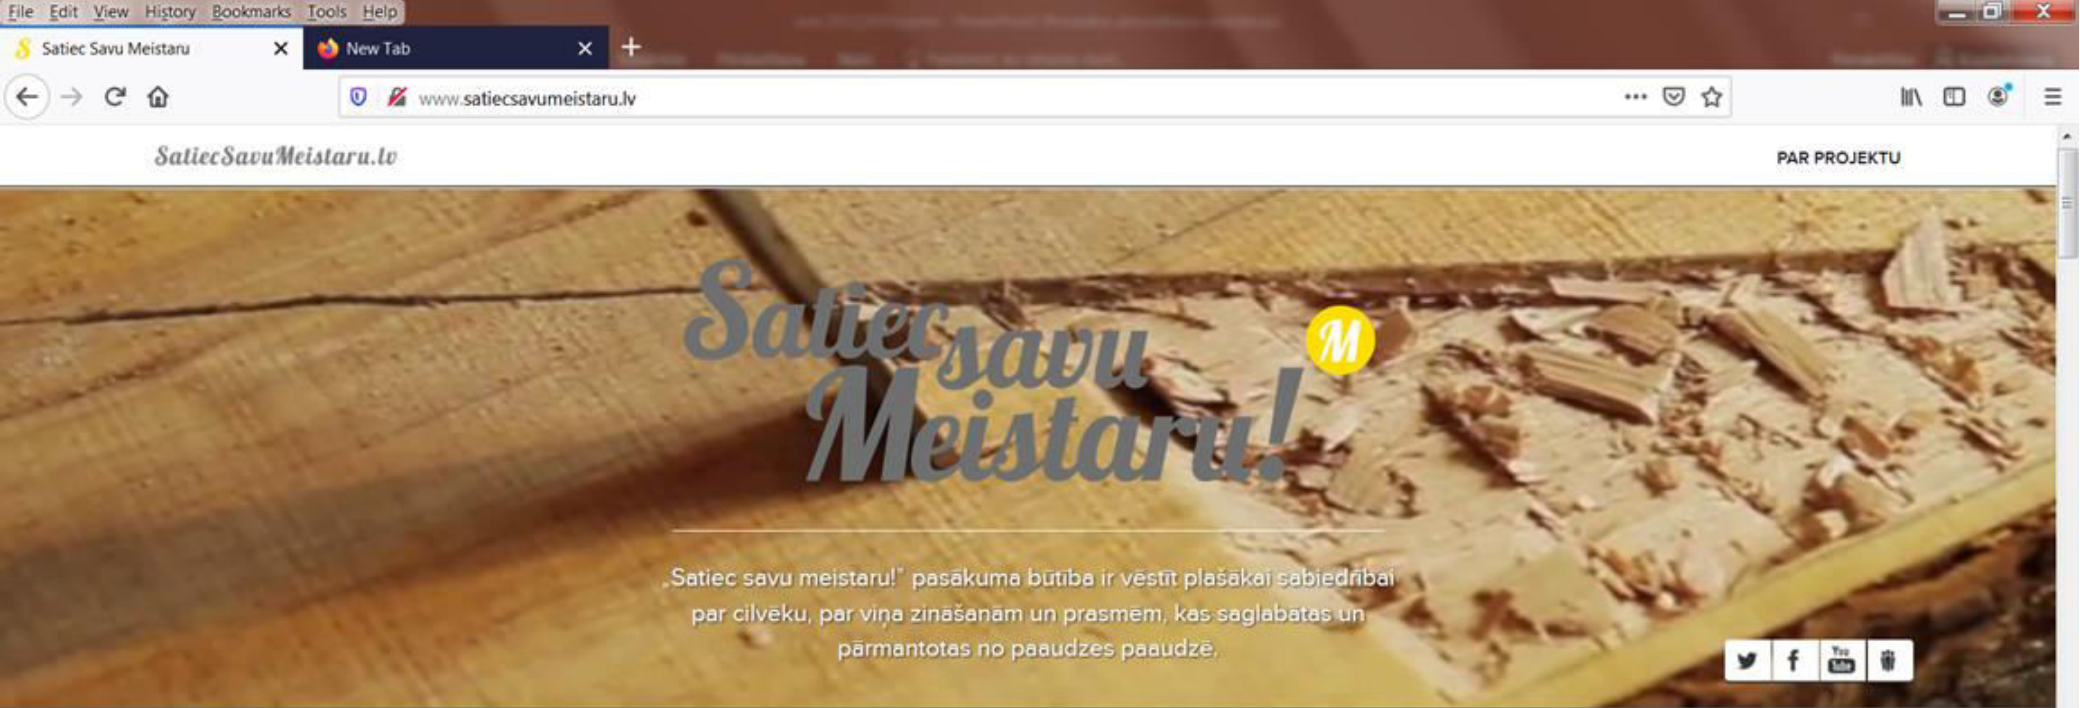 File Edit View History Bookmarks Tools Help
Satiec Savu Meistaru
New Tab
www.satiecsavumeistaru.lv
SatiecSavuMeistaru.lv
PAR PROJEKTU
Satiec savu
Meistaru!
M
„Satiec savu meistaru!” pasākuma būtība ir vēstīt plašākai sabiedrībai
par cilvēku, par viņa zināšanām un prasmēm, kas saglabātas un
pārmantotas no paaudzes paaudzē.
You
Tube